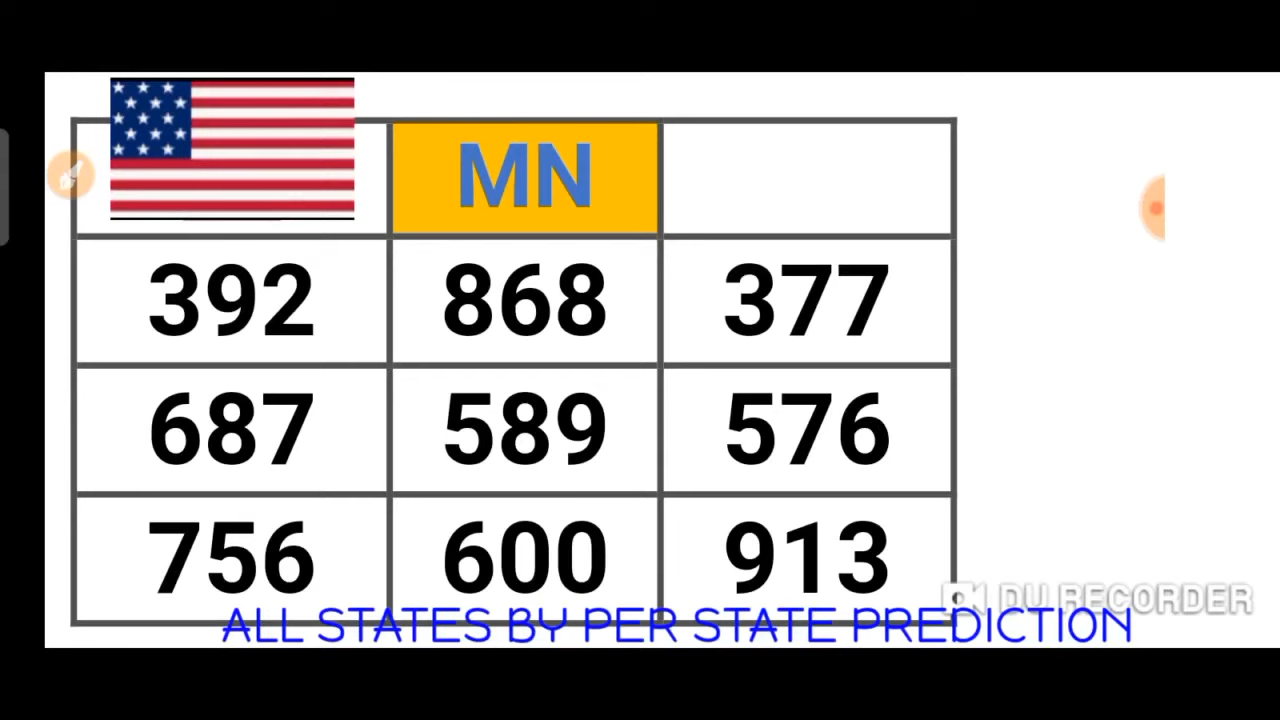 MN
392 868 377
687 589 576
756 600 913
DU RECORDER
ALL STATES BY PER STATE PREDICTION